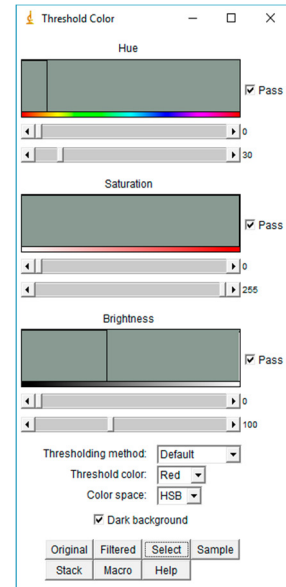 Threshold Color
Hue
Pass
0
30
Saturation
Pass
0
255
Brightness
Pass
0
100
Thresholding method: Default
Threshold color: Red
Color space: HSB
Dark background
Original Filtered Select Sample
Stack Macro Help